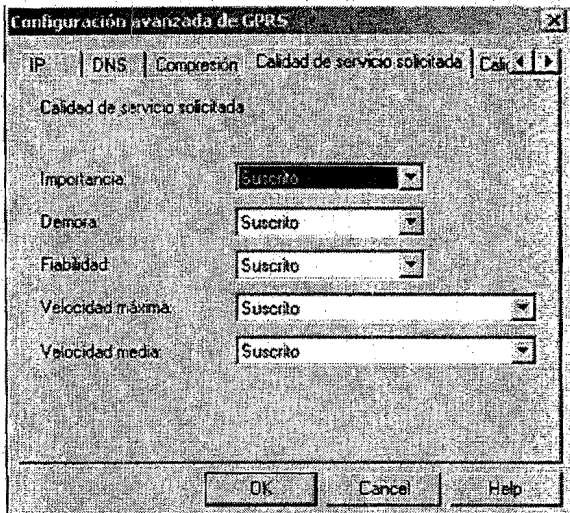 Configuración avanzada de GPRS
IP DNS Compresión Calidad de servicio solicitada Calid
Calidad de servicio solicitada
Importancia: Suscrito
Demora: Suscrito
Fiabilidad: Suscrito
Velocidad máxima: Suscrito
Velocidad media: Suscrito
OK Cancel Help